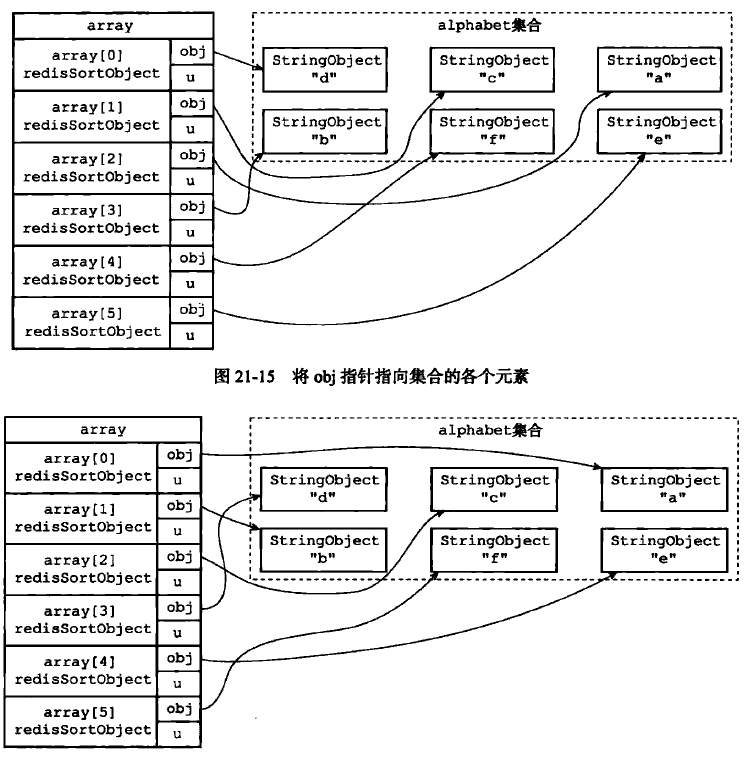 array
alphabet集合
array[0]
redisSortObject
obj
u
StringObject
"d"
StringObject
"c"
StringObject
"a"
array[1]
redisSortObject
obj
u
StringObject
"b"
StringObject
"f"
StringObject
"e"
array[2]
redisSortObject
obj
u
array[3]
redisSortObject
obj
u
array[4]
redisSortObject
obj
u
array[5]
redisSortObject
obj
u
图 21-15 将 obj 指针指向集合的各个元素
array
alphabet集合
array[0]
redisSortObject
obj
u
StringObject
"d"
StringObject
"c"
StringObject
"a"
array[1]
redisSortObject
obj
u
StringObject
"b"
StringObject
"f"
StringObject
"e"
array[2]
redisSortObject
obj
u
array[3]
redisSortObject
obj
u
array[4]
redisSortObject
obj
u
array[5]
redisSortObject
obj
u